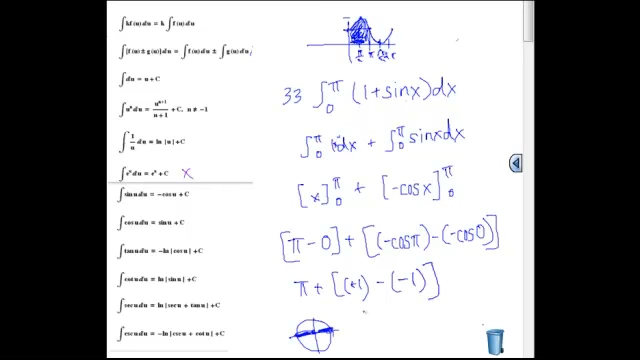 ∫kf(u)du = k∫f(u)du
∫[f(u) ± g(u)]du = ∫f(u)du ± ∫g(u)du
∫du = u + C
∫uⁿdu = uⁿ⁺¹/(n+1) + C, n ≠ -1
∫(1/u)du = ln|u| + C
∫eᵘdu = eᵘ + C X
∫sin u du = -cos u + C
∫cos u du = sin u + C
∫tan u du = -ln|cos u| + C
∫cot u du = ln|sin u| + C
∫sec u du = ln|sec u + tan u| + C
∫csc u du = -ln|csc u + cot u| + C
π/2 π
33 ∫₀^π (1 + sinx)dx
∫₀^π 1dx + ∫₀^π sinxdx
[x]₀^π + [-cosx]₀^π
[π - 0] + [(-cosπ) - (-cos0)]
π + [(+1) - (-1)]